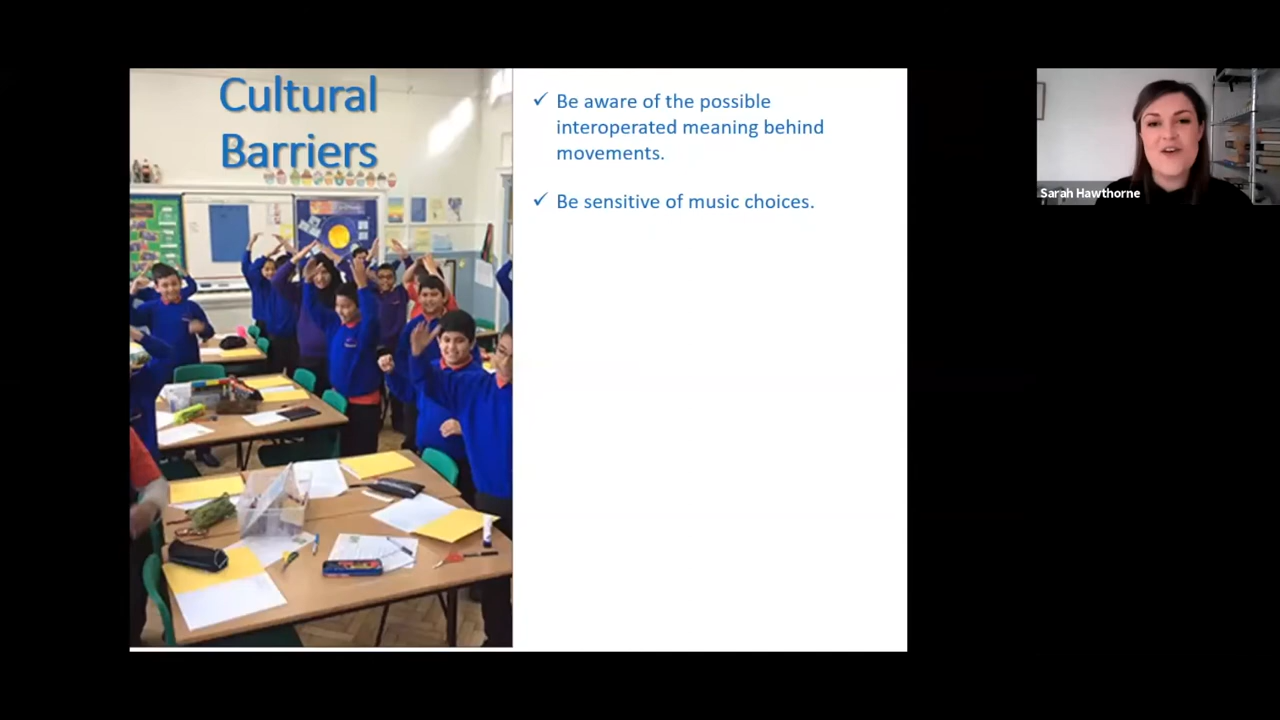 Cultural
Barriers
✓ Be aware of the possible
interoperated meaning behind
movements.
✓ Be sensitive of music choices.
Sarah Hawthorne